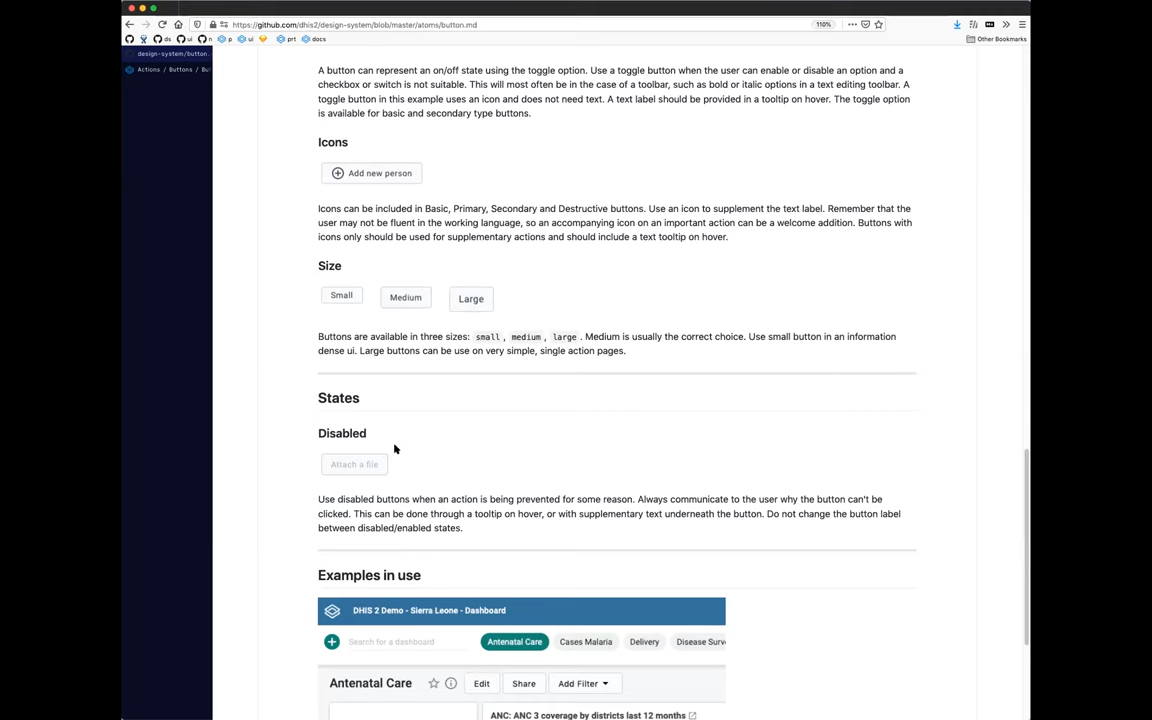 https://github.com/dhis2/design-system/blob/master/atoms/button.md
110%
ds
ui
n
p
ui
prt
docs
Other Bookmarks
design-system/button.
Actions / Buttons / Bu
A button can represent an on/off state using the toggle option. Use a toggle button when the user can enable or disable an option and a
checkbox or switch is not suitable. This will most often be in the case of a toolbar, such as bold or italic options in a text editing toolbar. A
toggle button in this example uses an icon and does not need text. A text label should be provided in a tooltip on hover. The toggle option
is available for basic and secondary type buttons.
Icons
Add new person
Icons can be included in Basic, Primary, Secondary and Destructive buttons. Use an icon to supplement the text label. Remember that the
user may not be fluent in the working language, so an accompanying icon on an important action can be a welcome addition. Buttons with
icons only should be used for supplementary actions and should include a text tooltip on hover.
Size
Small Medium Large
Buttons are available in three sizes: small, medium, large. Medium is usually the correct choice. Use small button in an information
dense ui. Large buttons can be use on very simple, single action pages.
States
Disabled
Attach a file
Use disabled buttons when an action is being prevented for some reason. Always communicate to the user why the button can't be
clicked. This can be done through a tooltip on hover, or with supplementary text underneath the button. Do not change the button label
between disabled/enabled states.
Examples in use
DHIS 2 Demo - Sierra Leone - Dashboard
Search for a dashboard Antenatal Care Cases Malaria Delivery Disease Surv
Antenatal Care Edit Share Add Filter
ANC: ANC 3 coverage by districts last 12 months